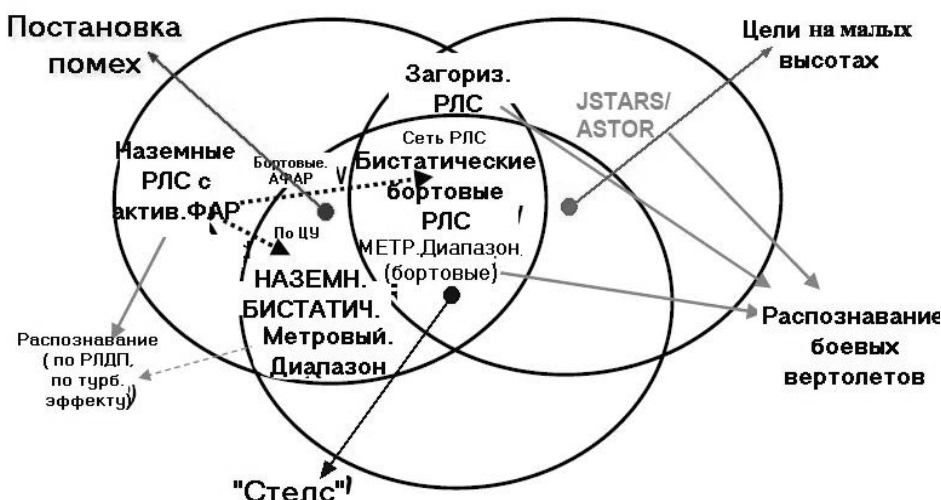 Постановка
помех
Цели на малых
высотах
Загориз.
РЛС
JSTARS/
ASTOR
Наземные
РЛС с
актив.ФАР
Бортовые.
АФАР
Сеть РЛС
Бистатические
бортовые
РЛС
МЕТР.Диапазон
(бортовые)
По ЦУ
НАЗЕМН.
БИСТАТИЧ.
Метровый.
Диапазон
Распознавание
( по РЛДП,
по турб.
эффекту)
Распознавание
боевых
вертолетов
"Стелс"